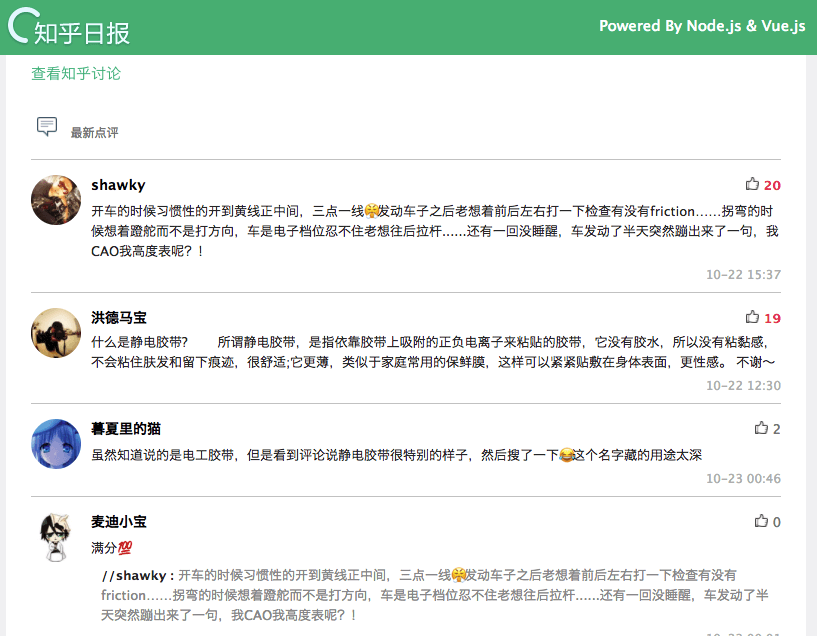 知乎日报
Powered By Node.js & Vue.js
查看知乎讨论
最新点评
shawky
20
开车的时候习惯性的开到黄线正中间，三点一线😤发动车子之后老想着前后左右打一下检查有没有friction……拐弯的时
候想着蹬舵而不是打方向，车是电子档位忍不住老想往后拉杆……还有一回没睡醒，车发动了半天突然蹦出来了一句，我
CAO我高度表呢？！
10-22 15:37
洪德马宝
19
什么是静电胶带?　　所谓静电胶带，是指依靠胶带上吸附的正负电离子来粘贴的胶带，它没有胶水，所以没有粘黏感，
不会粘住肤发和留下痕迹，很舒适;它更薄，类似于家庭常用的保鲜膜，这样可以紧紧贴敷在身体表面，更性感。 不谢～
10-22 12:30
暮夏里的猫
2
虽然知道说的是电工胶带，但是看到评论说静电胶带很特别的样子，然后搜了一下😂这个名字藏的用途太深
10-23 00:46
麦迪小宝
0
满分💯
//shawky : 开车的时候习惯性的开到黄线正中间，三点一线😤发动车子之后老想着前后左右打一下检查有没有
friction……拐弯的时候想着蹬舵而不是打方向，车是电子档位忍不住老想往后拉杆……还有一回没睡醒，车发动了半
天突然蹦出来了一句，我CAO我高度表呢？！